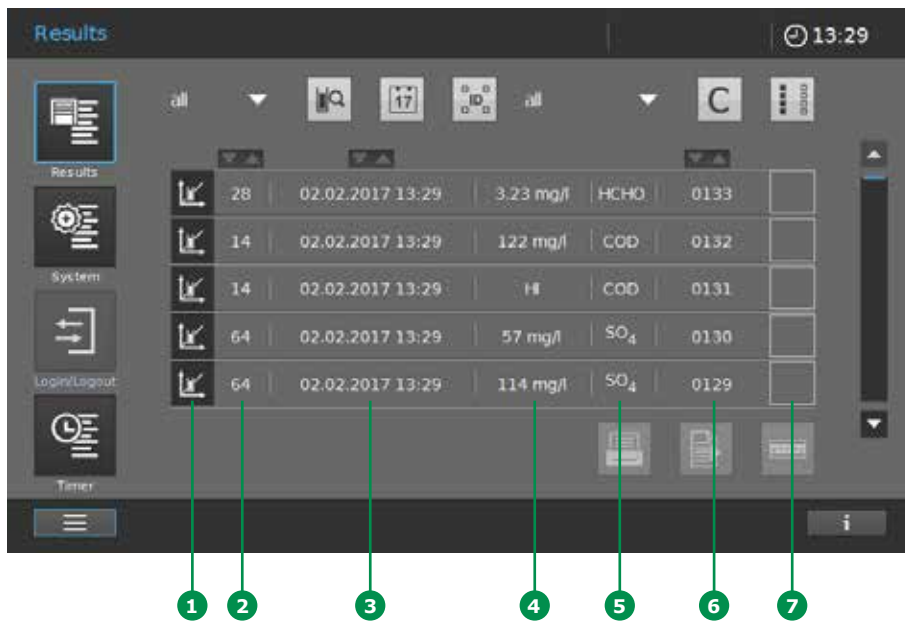 Results 13:29
all 17 ID all C
Results
28 02.02.2017 13:29 3.23 mg/l HCHO 0133
14 02.02.2017 13:29 122 mg/l COD 0132
System
14 02.02.2017 13:29 HI COD 0131
64 02.02.2017 13:29 57 mg/l SO₄ 0130
Login/Logout
64 02.02.2017 13:29 114 mg/l SO₄ 0129
Timer
i
1 2 3 4 5 6 7